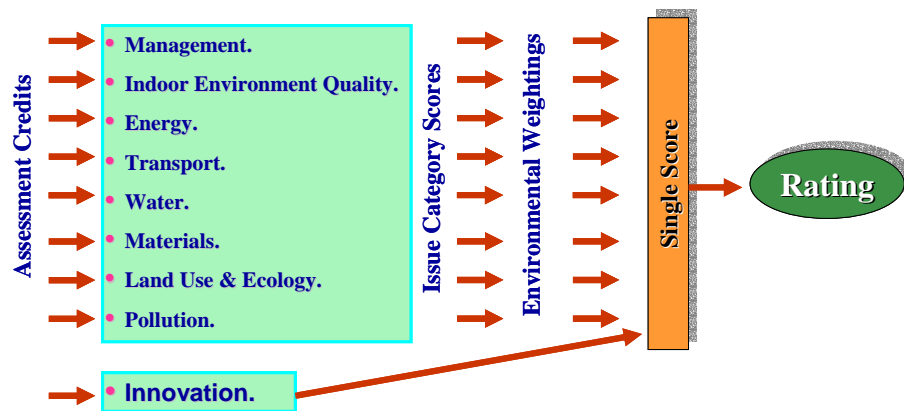 Assessment Credits
• Management.
• Indoor Environment Quality.
• Energy.
• Transport.
• Water.
• Materials.
• Land Use & Ecology.
• Pollution.
• Innovation.
Issue Category Scores
Environmental Weightings
Single Score
Rating